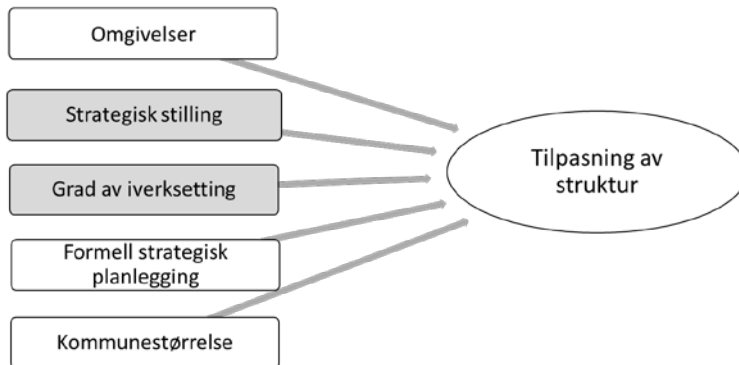 Omgivelser
Strategisk stilling
Grad av iverksetting
Formell strategisk
planlegging
Kommunestørrelse
Tilpasning av
struktur